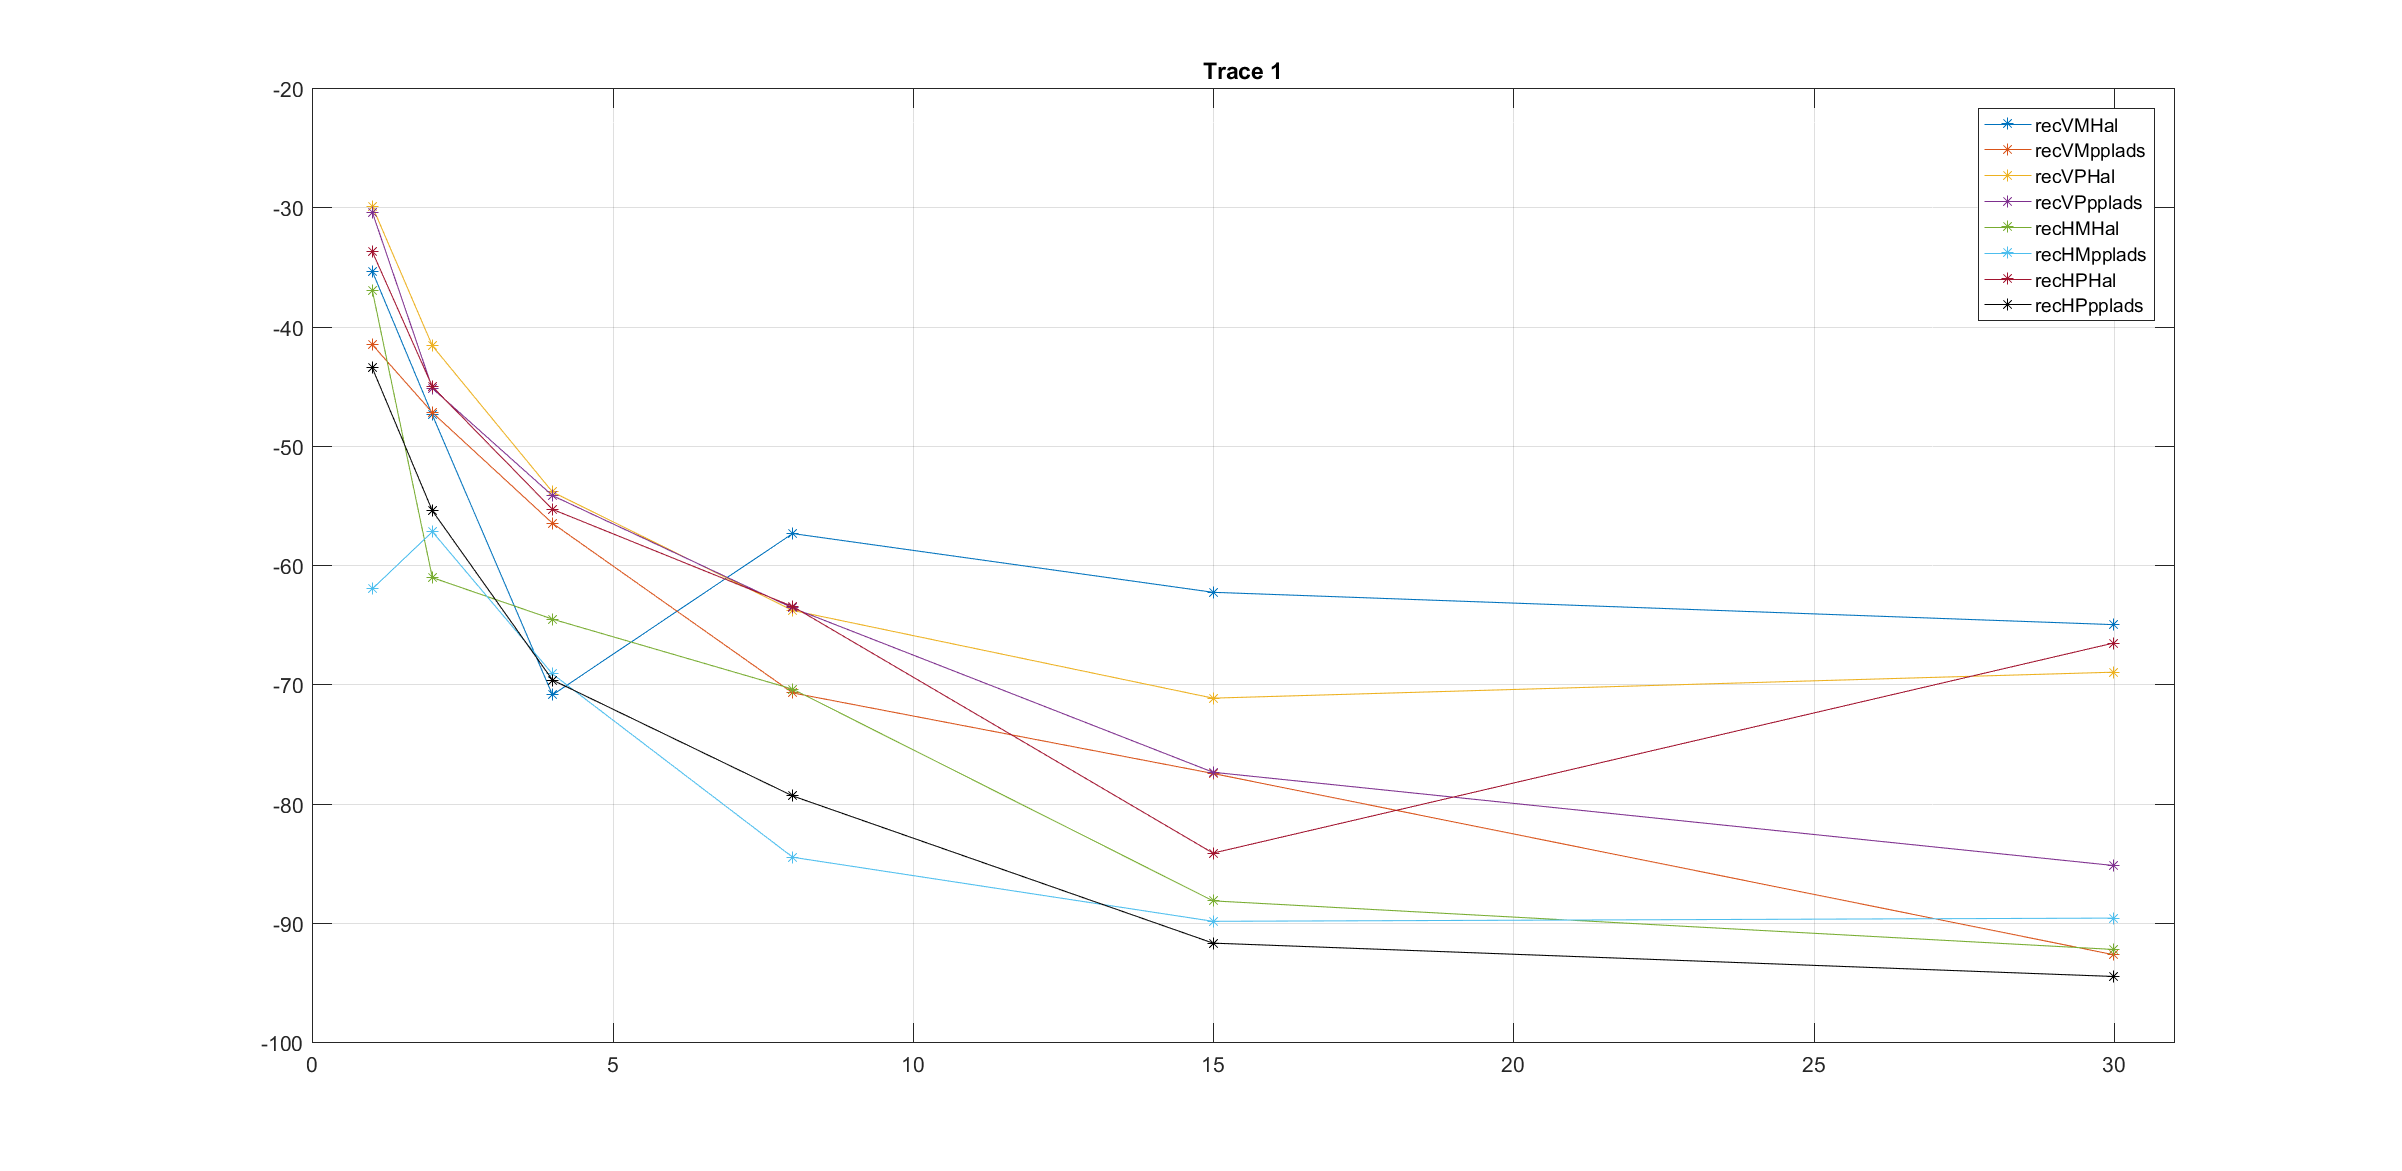 Trace 1
-20
-30
-40
-50
-60
-70
-80
-90
-100
0 5 10 15 20 25 30
recVMHal
recVMpplads
recVPHal
recVPpplads
recHMHal
recHMpplads
recHPHal
recHPpplads